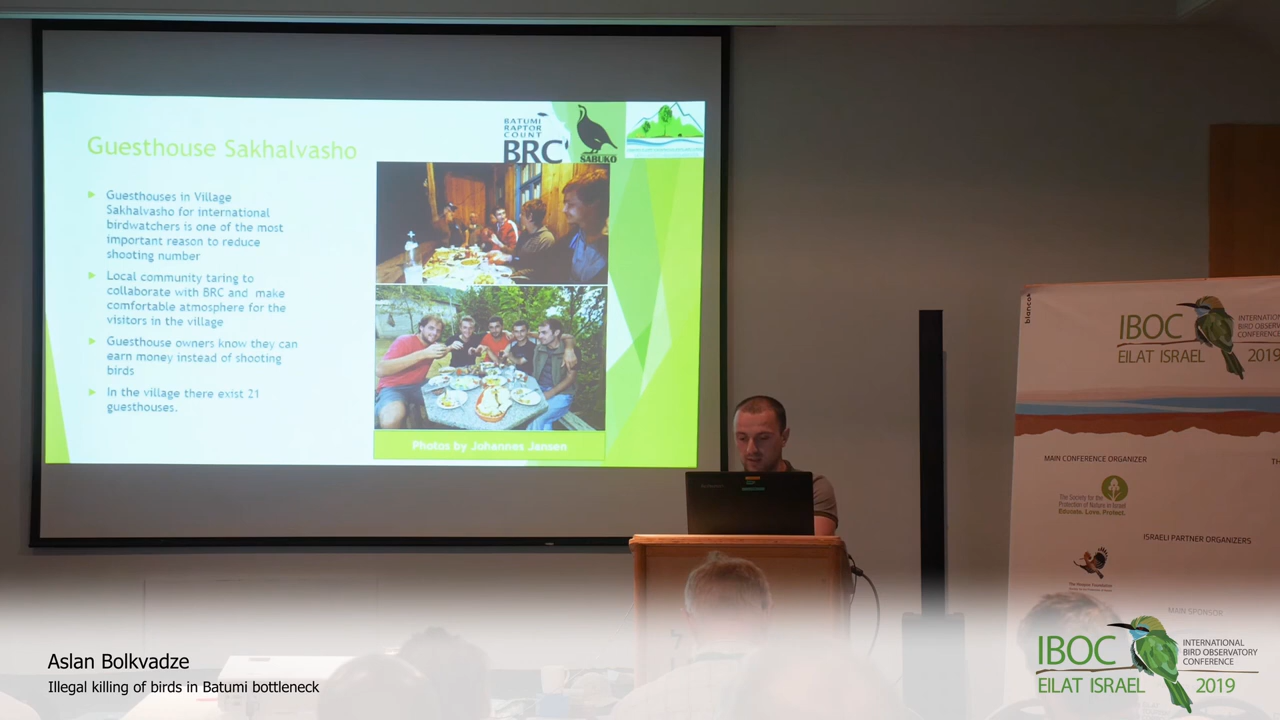 Guesthouse Sakhalvasho
BATUMI
RAPTOR
COUNT
BRC
SABUKO
Guesthouses in Village
Sakhalvasho for international
birdwatchers is one of the most
important reason to reduce
shooting number
Local community taring to
collaborate with BRC and make
comfortable atmosphere for the
visitors in the village
Guesthouse owners know they can
earn money instead of shooting
birds
In the village there exist 21
guesthouses.
Photos by Johannes Jansen
blancos
IBOC
EILAT ISRAEL
INTERNATION
BIRD OBSERVAT
CONFERENCE
2019
MAIN CONFERENCE ORGANIZER
TH
The Society for the
Protection of Nature in Israel
Educate. Love. Protect.
ISRAELI PARTNER ORGANIZERS
MAIN SPONSOR
Aslan Bolkvadze
Illegal killing of birds in Batumi bottleneck
IBOC
EILAT ISRAEL
INTERNATIONAL
BIRD OBSERVATORY
CONFERENCE
2019